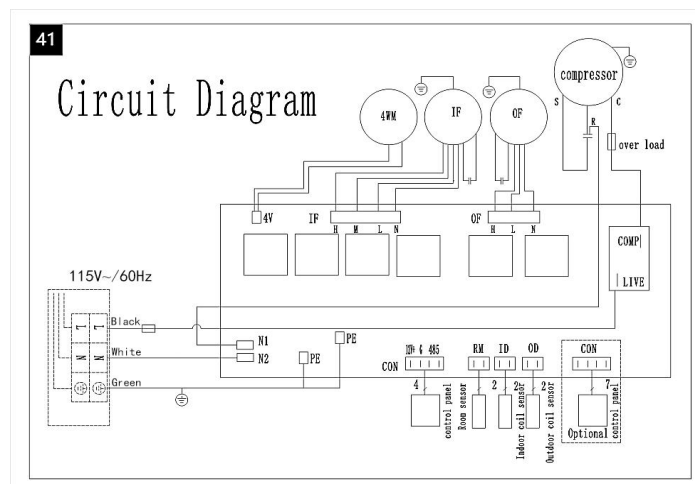 41
Circuit Diagram
compressor
S
C
R
over load
4WM
IF
OF
4V
IF
H M L N
OF
H L N
COMP
LIVE
115V~/60Hz
L L
Black
N N
White
Green
N1
N2
PE
PE
CON
G 485
4
control panel
RM
Room sensor
ID
2
Indoor coil sensor
2
OD
2
Outdoor coil sensor
CON
7
control panel
Optional